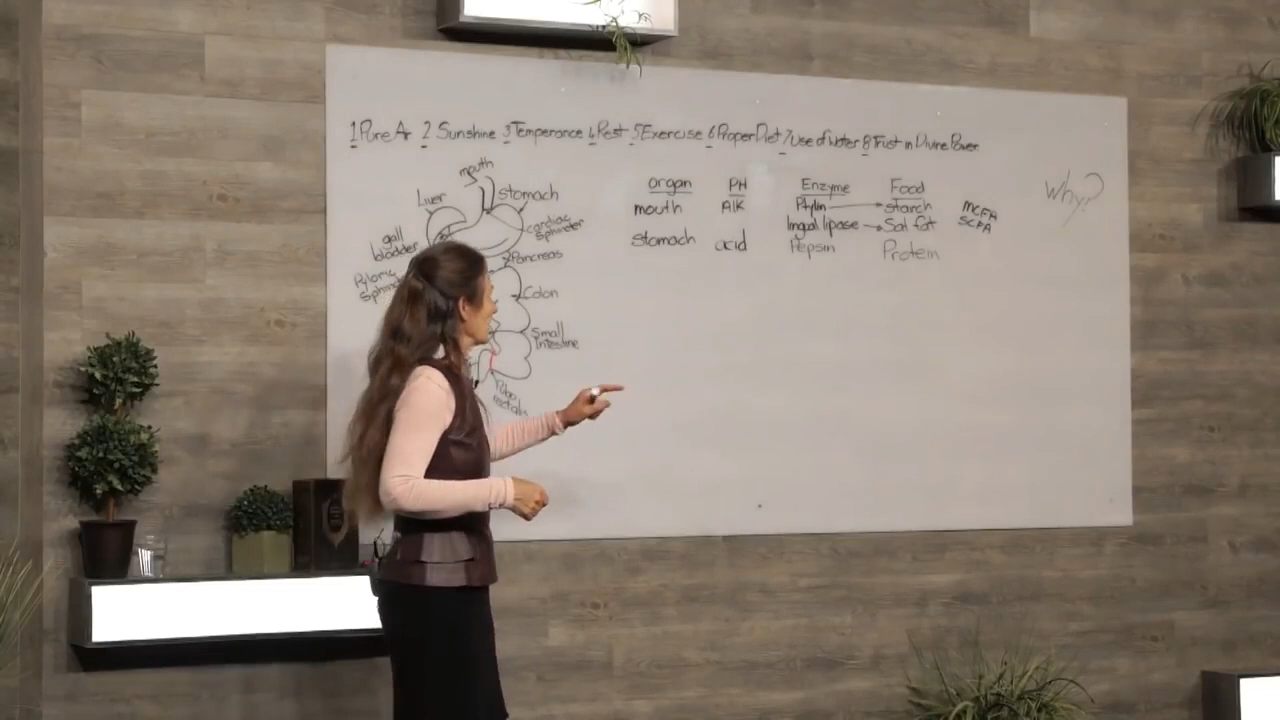 1 Pure Air 2 Sunshine 3 Temperance 4 Rest 5 Exercise 6 Proper Diet 7 Use of Water 8 Trust in Divine Power
mouth
Liver
stomach
cardiac
sphincter
gall
bladder
Pancreas
Pyloric
Colon
Small
Intestine
organ PH Enzyme Food
mouth Alk Ptylin starch MCFA
lingual lipase Sat fat SCFA
stomach acid Pepsin Protein
Why?